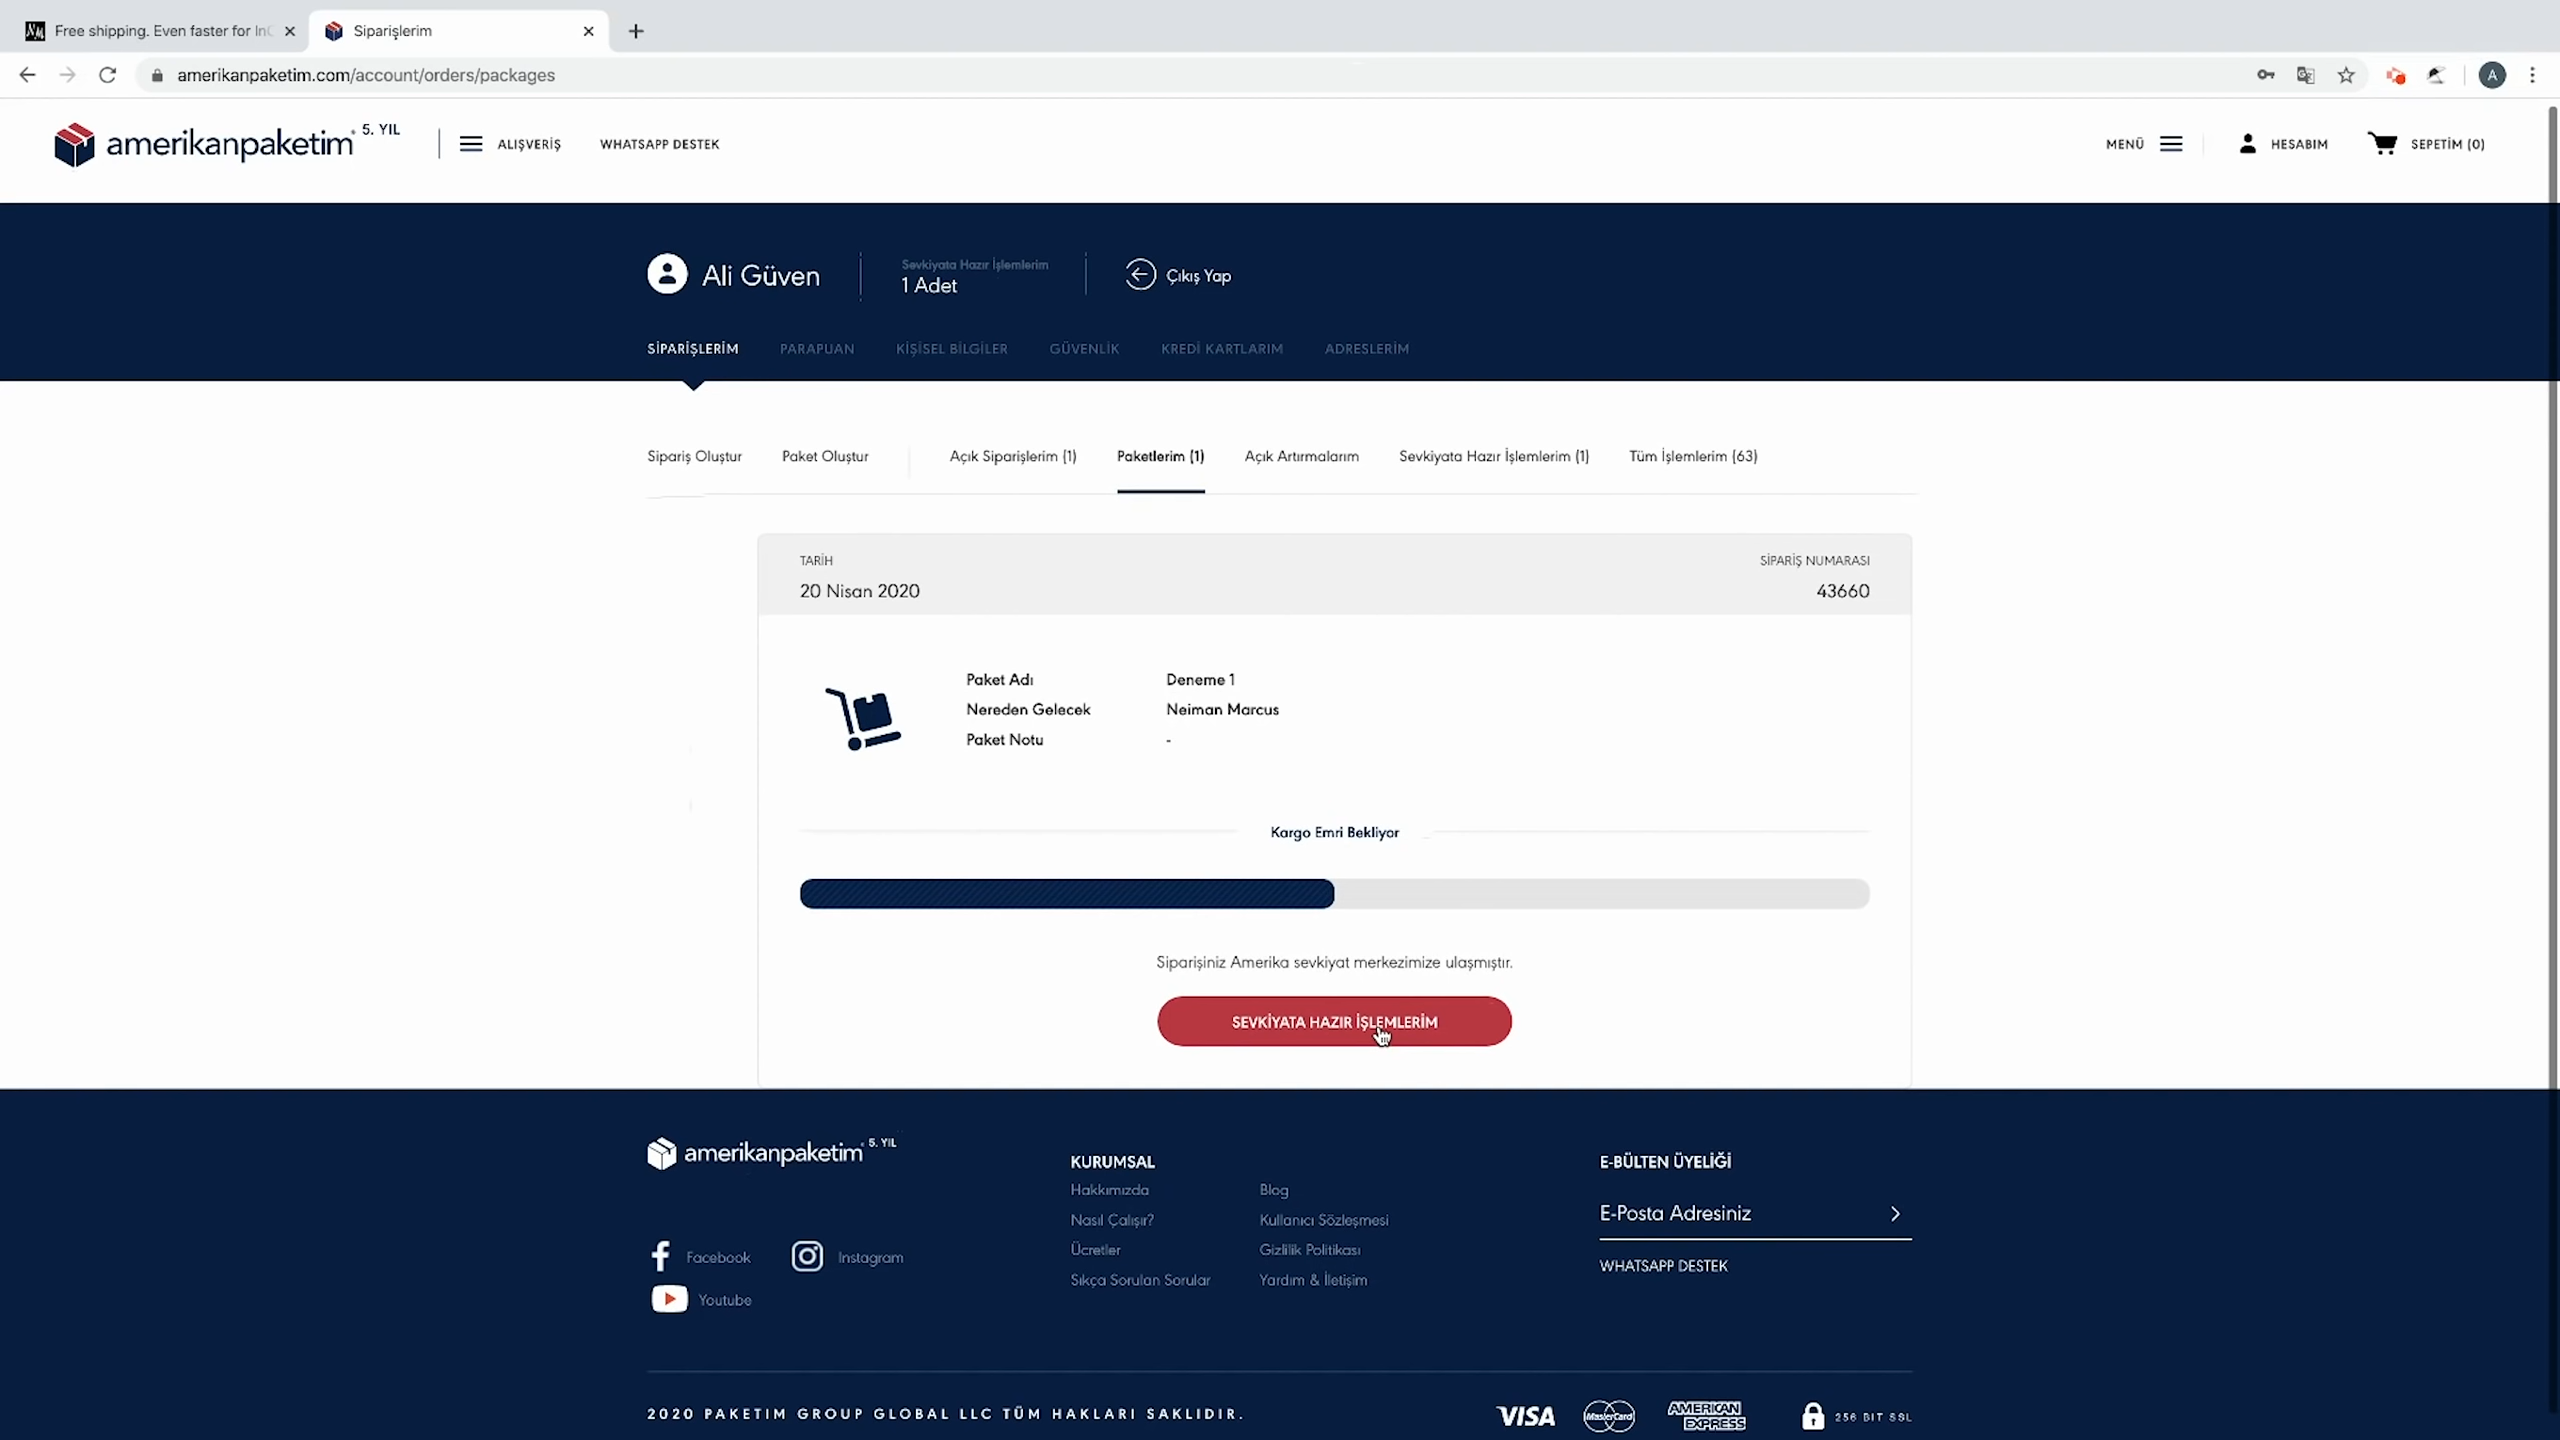 Free shipping. Even faster for InC
Siparişlerim
amerikanpaketim.com/account/orders/packages
A
amerikanpaketim 5. YIL
ALIŞVERİŞ
WHATSAPP DESTEK
MENÜ
HESABIM
SEPETİM (0)
Ali Güven
Sevkiyata Hazır İşlemlerim
1 Adet
Çıkış Yap
SİPARİŞLERİM
PARAPUAN
KİŞİSEL BİLGİLER
GÜVENLİK
KREDİ KARTLARIM
ADRESLERİM
Sipariş Oluştur
Paket Oluştur
Açık Siparişlerim (1)
Paketlerim (1)
Açık Artırmalarım
Sevkiyata Hazır İşlemlerim (1)
Tüm İşlemlerim (63)
TARİH
20 Nisan 2020
SİPARİŞ NUMARASI
43660
Paket Adı Deneme 1
Nereden Gelecek Neiman Marcus
Paket Notu -
Kargo Emri Bekliyor
Siparişiniz Amerika sevkiyat merkezimize ulaşmıştır.
SEVKİYATA HAZIR İŞLEMLERİM
amerikanpaketim 5. YIL
Facebook
Instagram
Youtube
KURUMSAL
Hakkımızda
Nasıl Çalışır?
Ücretler
Sıkça Sorulan Sorular
Blog
Kullanıcı Sözleşmesi
Gizlilik Politikası
Yardım & İletişim
E-BÜLTEN ÜYELİĞİ
E-Posta Adresiniz
WHATSAPP DESTEK
2020 PAKETIM GROUP GLOBAL LLC TÜM HAKLARI SAKLIDIR.
VISA
MasterCard
AMERICAN EXPRESS
256 BIT SSL